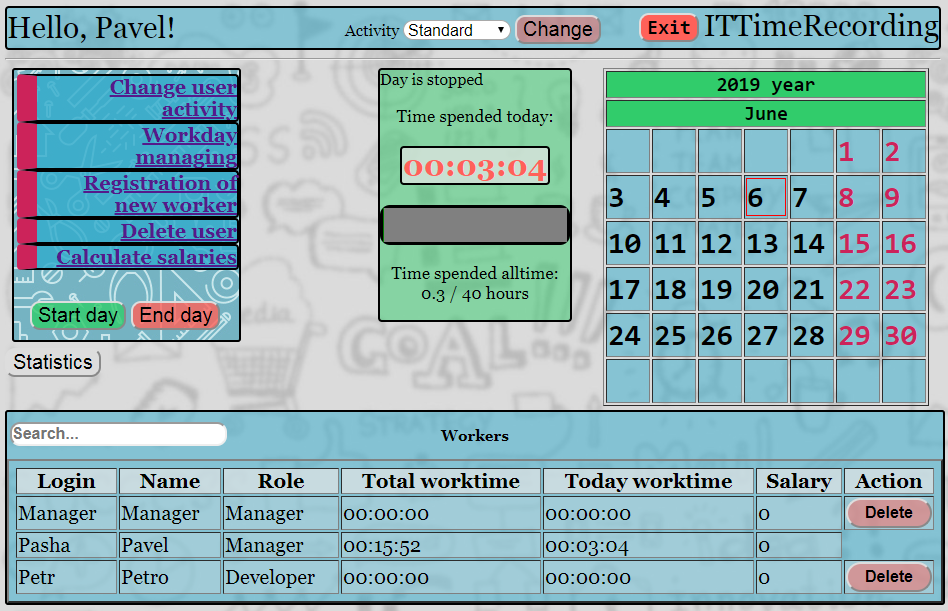 Hello, Pavel!
Activity Standard Change
Exit ITTimeRecording
Change user
activity
Workday
managing
Registration of
new worker
Delete user
Calculate salaries
Start day End day
Statistics
Day is stopped
Time spended today:
00:03:04
Time spended alltime:
0.3 / 40 hours
2019 year
June
1 2
3 4 5 6 7 8 9
10 11 12 13 14 15 16
17 18 19 20 21 22 23
24 25 26 27 28 29 30
Search...
Workers
Login Name Role Total worktime Today worktime Salary Action
Manager Manager Manager 00:00:00 00:00:00 0 Delete
Pasha Pavel Manager 00:15:52 00:03:04 0
Petr Petro Developer 00:00:00 00:00:00 0 Delete
GOAL!!